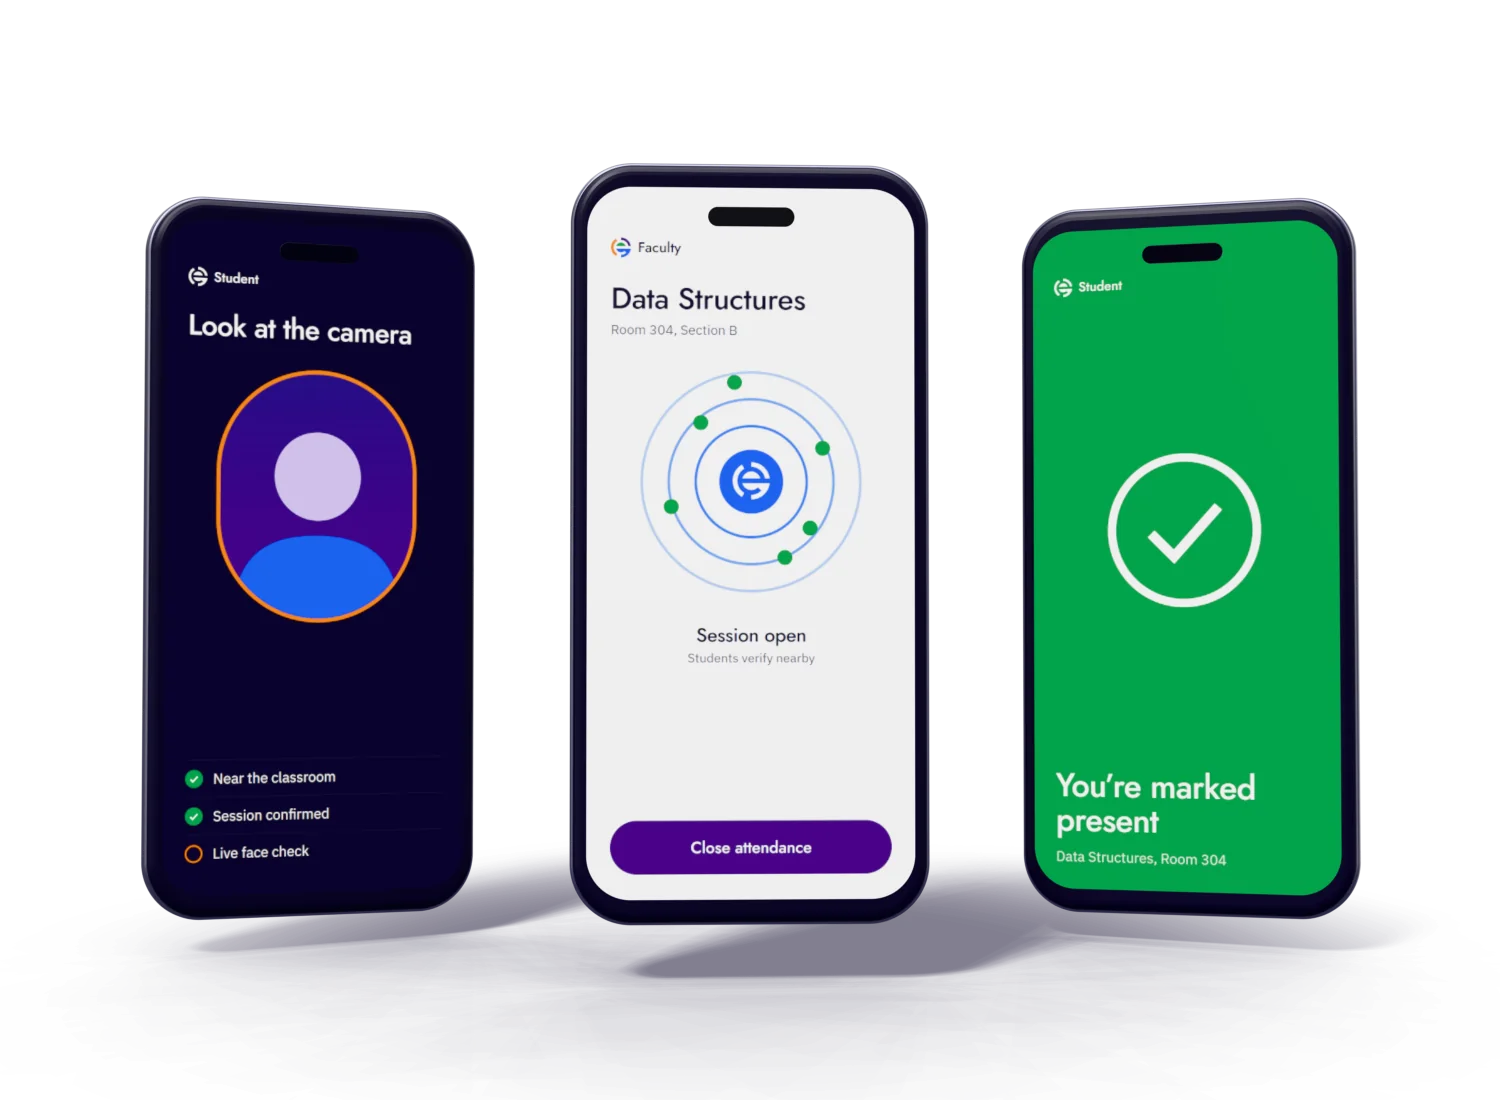 Student
Look at the camera
Near the classroom
Session confirmed
Live face check
Faculty
Data Structures
Room 304, Section B
Session open
Students verify nearby
Close attendance
Student
You’re marked
present
Data Structures, Room 304